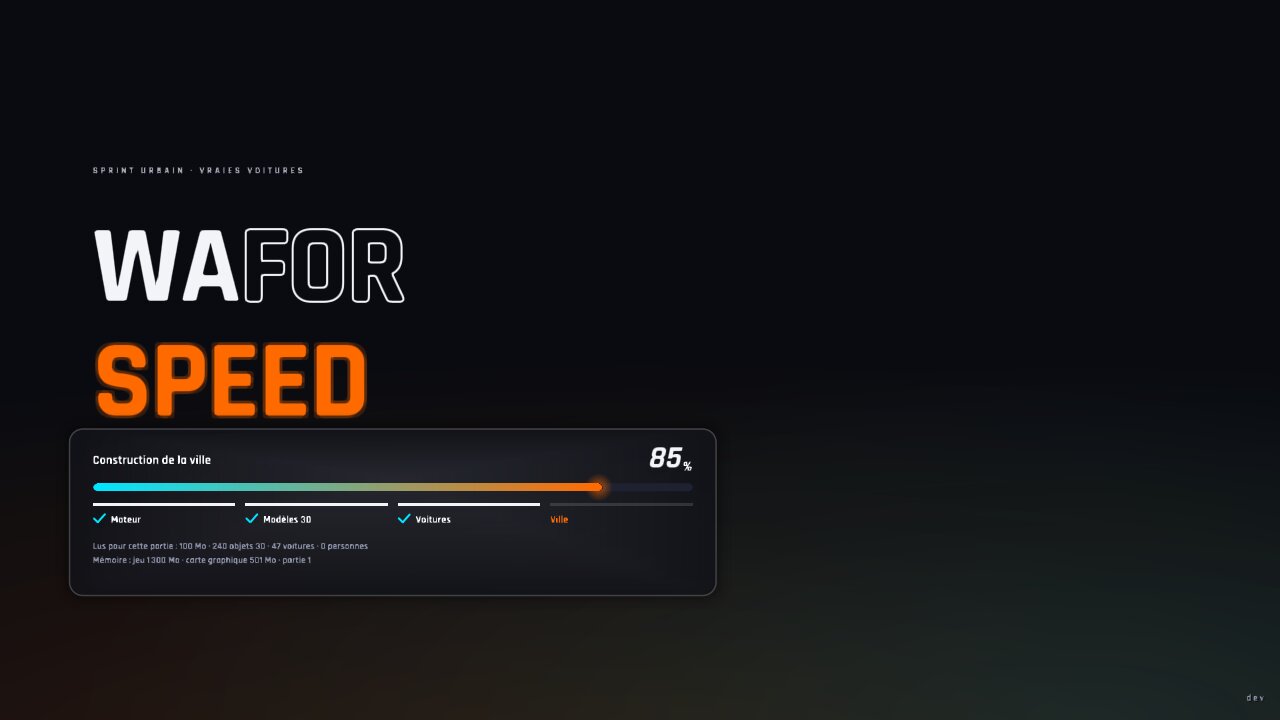 SPRINT URBAIN · VRAIES VOITURES
WAFOR
SPEED
Construction de la ville
85%
Moteur
Modèles 3D
Voitures
Ville
Lus pour cette partie : 100 Mo · 240 objets 3D · 47 voitures · 0 personnes
Mémoire : jeu 1300 Mo · carte graphique 501 Mo · partie 1
dev